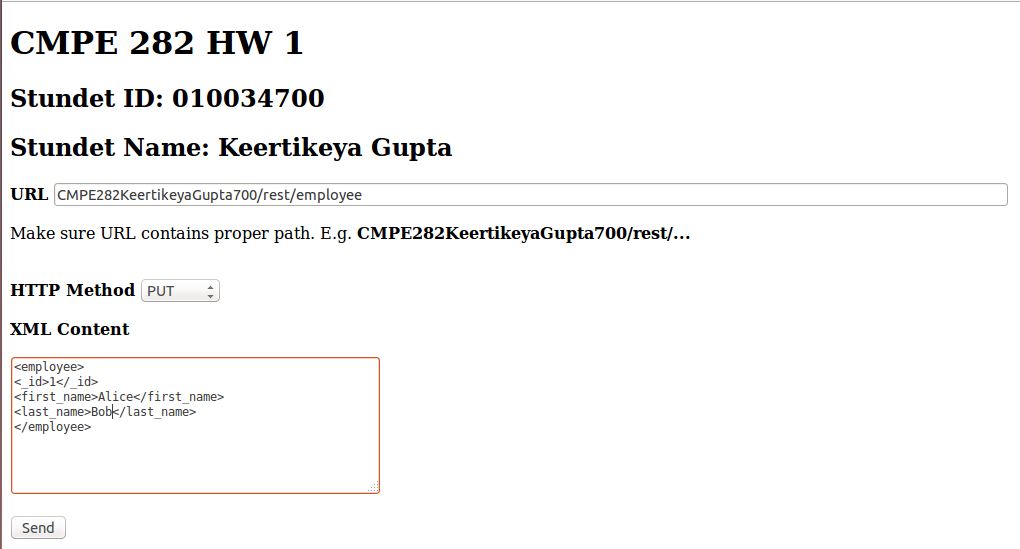 CMPE 282 HW 1
Stundet ID: 010034700
Stundet Name: Keertikeya Gupta
URL CMPE282KeertikeyaGupta700/rest/employee
Make sure URL contains proper path. E.g. CMPE282KeertikeyaGupta700/rest/...
HTTP Method PUT
XML Content
<employee>
<_id>1</_id>
<first_name>Alice</first_name>
<last_name>Bob</last_name>
</employee>
Send